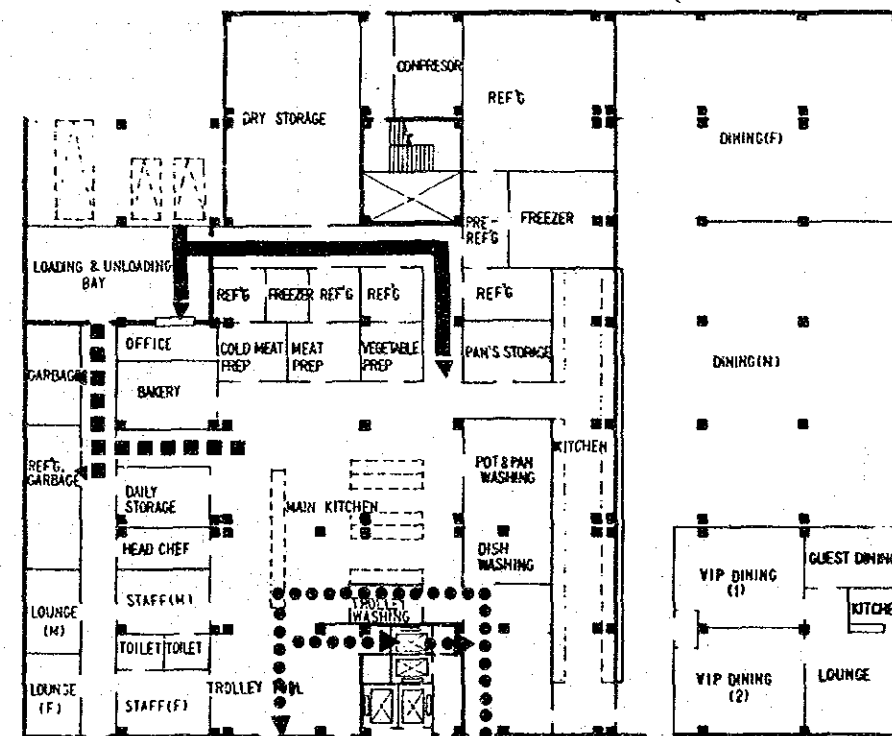 COMPRESOR
REF'G
DRY STORAGE
DINING(F)
PRE-
REF'G
FREEZER
LOADING & UNLOADING
BAY
REF'G
FREEZER
REF'G
REF'G
REF'G
OFFICE
COLD MEAT
PREP
MEAT
PREP
VEGETABLE
PREP
PAN'S STORAGE
DINING(M)
GARBAGE
BAKERY
KITCHEN
REF'G.
GARBAGE
POT & PAN
WASHING
DAILY
STORAGE
MAIN KITCHEN
HEAD CHEF
DISH
WASHING
VIP DINING
(1)
GUEST DINING
STAFF(M)
TROLLEY
WASHING
LOUNGE
(M)
KITCHE
TOILET
TOILET
LOUNGE
(F)
STAFF(F)
TROLLEY POOL
VIP DINING
(2)
LOUNGE